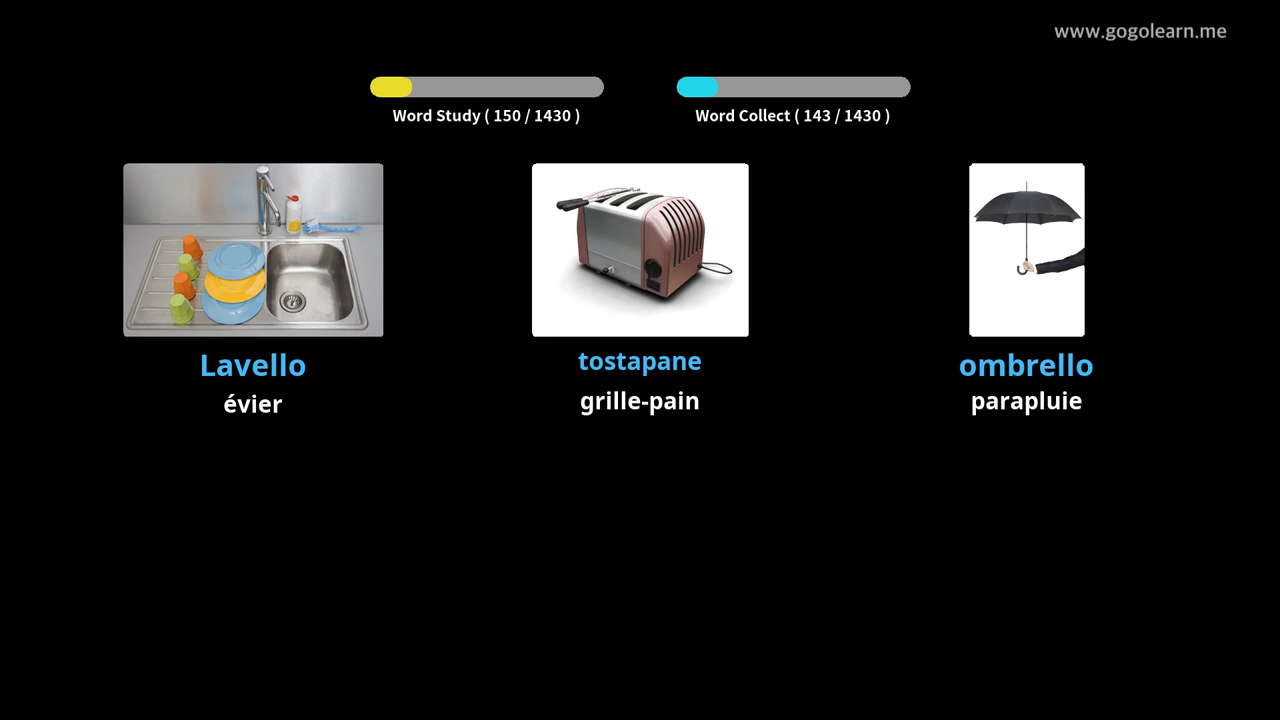 www.gogolearn.me
Word Study ( 150 / 1430 )
Word Collect ( 143 / 1430 )
Lavello
tostapane
ombrello
évier
grille-pain
parapluie